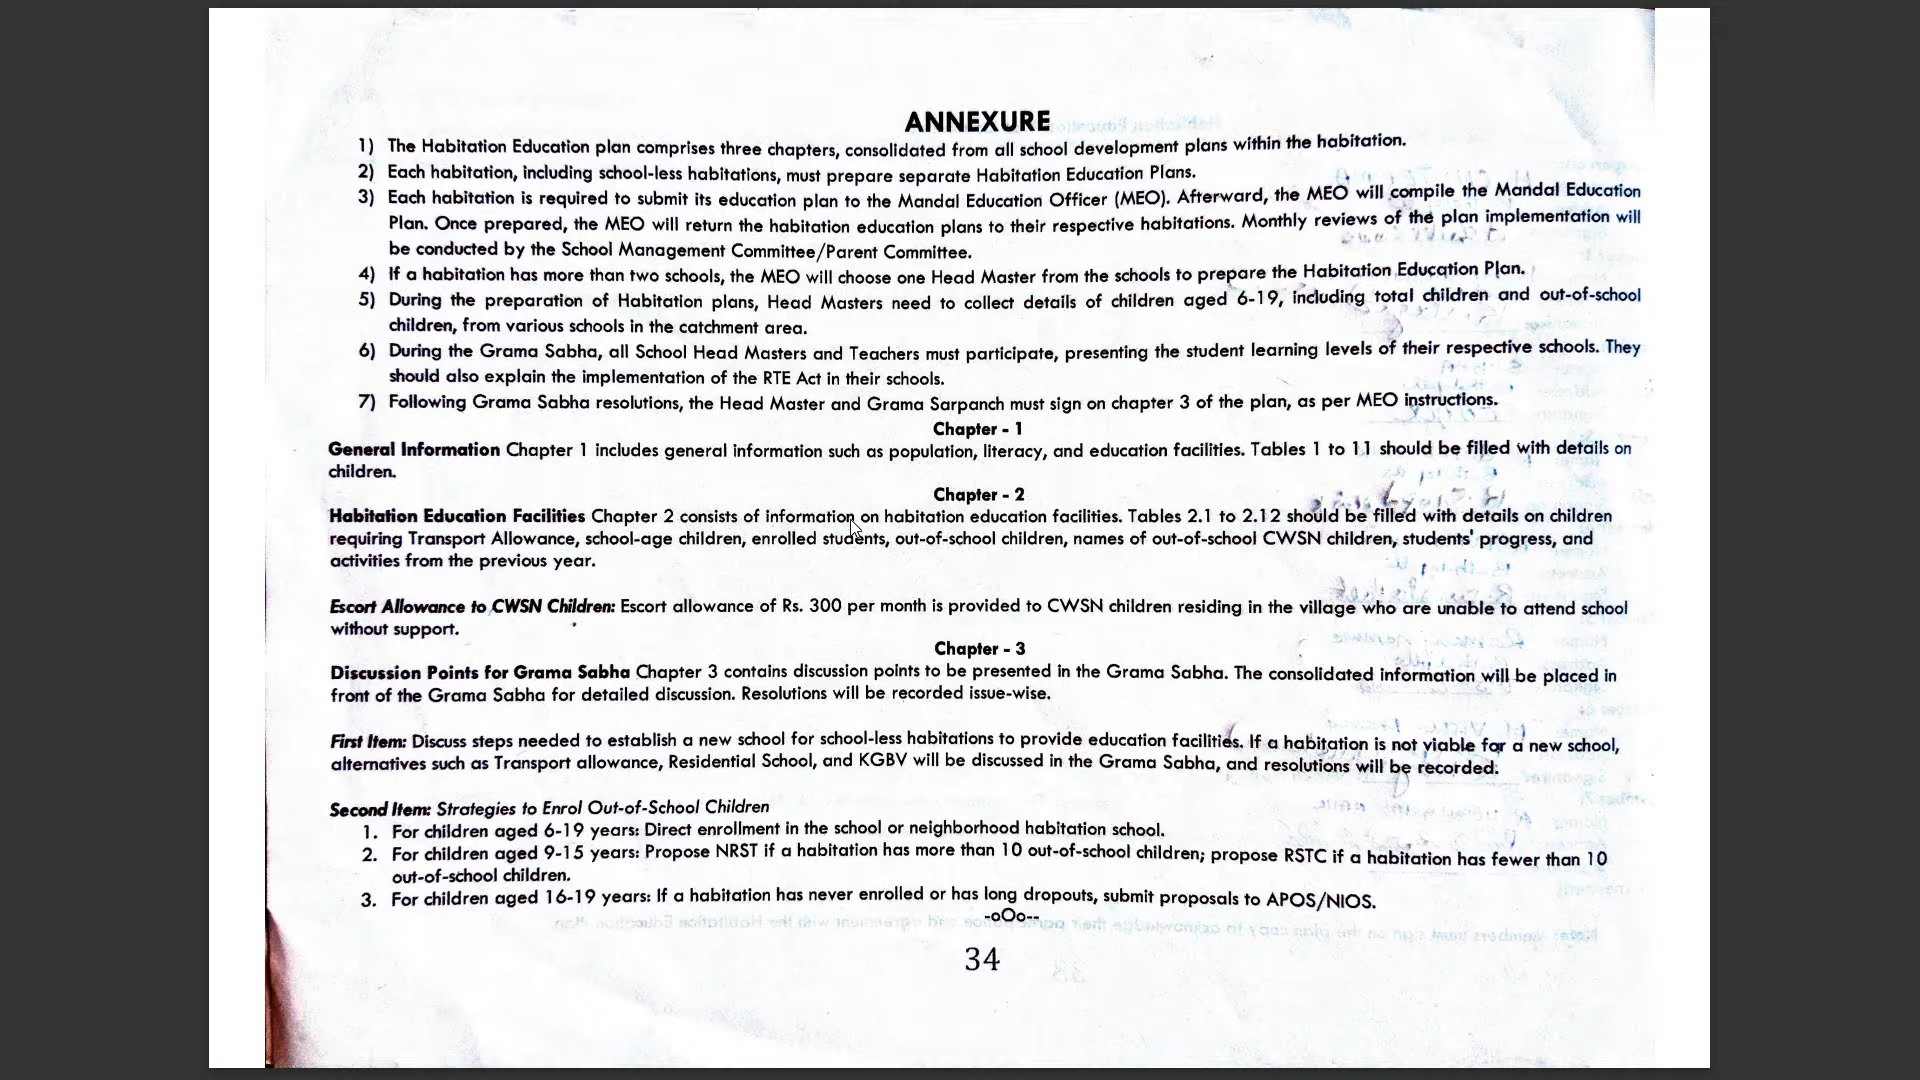 ANNEXURE
1) The Habitation Education plan comprises three chapters, consolidated from all school development plans within the habitation.
2) Each habitation, including school-less habitations, must prepare separate Habitation Education Plans.
3) Each habitation is required to submit its education plan to the Mandal Education Officer (MEO). Afterward, the MEO will compile the Mandal Education
Plan. Once prepared, the MEO will return the habitation education plans to their respective habitations. Monthly reviews of the plan implementation will
be conducted by the School Management Committee/Parent Committee.
4) If a habitation has more than two schools, the MEO will choose one Head Master from the schools to prepare the Habitation Education Plan.
5) During the preparation of Habitation plans, Head Masters need to collect details of children aged 6-19, including total children and out-of-school
children, from various schools in the catchment area.
6) During the Grama Sabha, all School Head Masters and Teachers must participate, presenting the student learning levels of their respective schools. They
should also explain the implementation of the RTE Act in their schools.
7) Following Grama Sabha resolutions, the Head Master and Grama Sarpanch must sign on chapter 3 of the plan, as per MEO instructions.
Chapter - 1
General Information Chapter 1 includes general information such as population, literacy, and education facilities. Tables 1 to 11 should be filled with details on
children.
Chapter - 2
Habitation Education Facilities Chapter 2 consists of information on habitation education facilities. Tables 2.1 to 2.12 should be filled with details on children
requiring Transport Allowance, school-age children, enrolled students, out-of-school children, names of out-of-school CWSN children, students' progress, and
activities from the previous year.
Escort Allowance to CWSN Children: Escort allowance of Rs. 300 per month is provided to CWSN children residing in the village who are unable to attend school
without support.
Chapter - 3
Discussion Points for Grama Sabha Chapter 3 contains discussion points to be presented in the Grama Sabha. The consolidated information will be placed in
front of the Grama Sabha for detailed discussion. Resolutions will be recorded issue-wise.
First Item: Discuss steps needed to establish a new school for school-less habitations to provide education facilities. If a habitation is not viable for a new school,
alternatives such as Transport allowance, Residential School, and KGBV will be discussed in the Grama Sabha, and resolutions will be recorded.
Second Item: Strategies to Enrol Out-of-School Children
1. For children aged 6-19 years: Direct enrollment in the school or neighborhood habitation school.
2. For children aged 9-15 years: Propose NRST if a habitation has more than 10 out-of-school children; propose RSTC if a habitation has fewer than 10
out-of-school children.
3. For children aged 16-19 years: If a habitation has never enrolled or has long dropouts, submit proposals to APOS/NIOS.
-oOo--
34